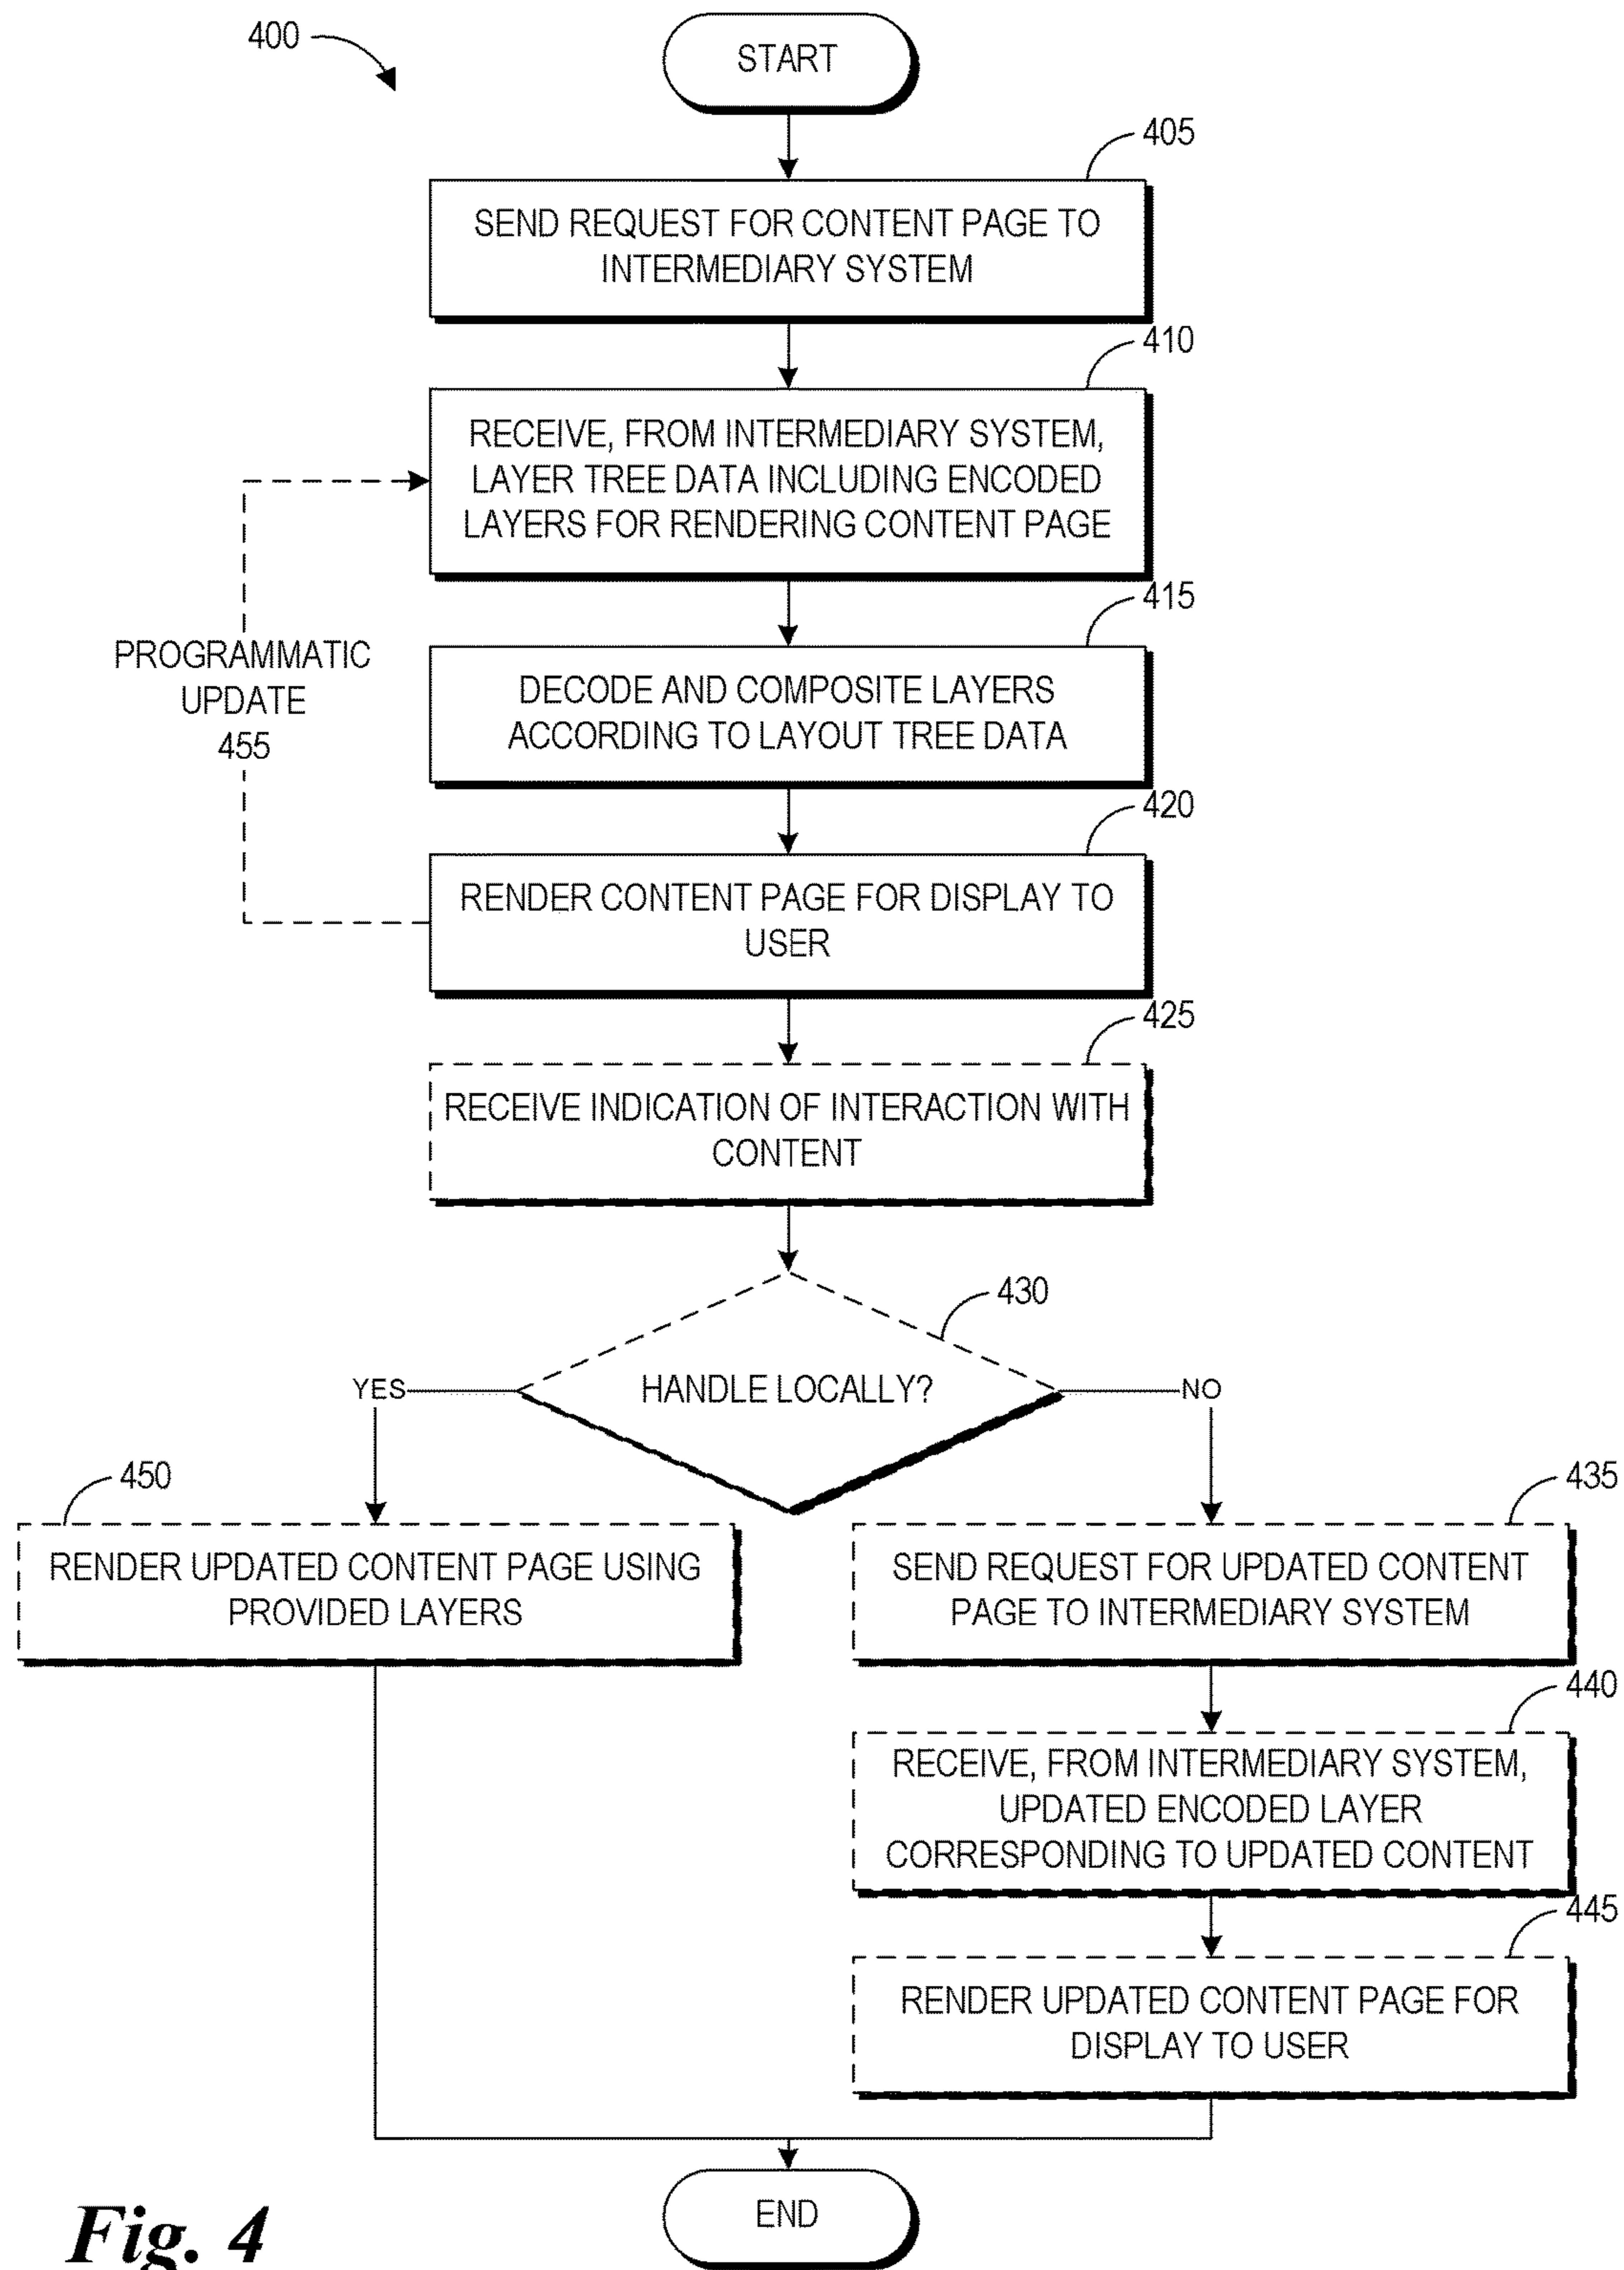 400
START
405
SEND REQUEST FOR CONTENT PAGE TO
INTERMEDIARY SYSTEM
410
RECEIVE, FROM INTERMEDIARY SYSTEM,
LAYER TREE DATA INCLUDING ENCODED
LAYERS FOR RENDERING CONTENT PAGE
415
PROGRAMMATIC
UPDATE
455
DECODE AND COMPOSITE LAYERS
ACCORDING TO LAYOUT TREE DATA
420
RENDER CONTENT PAGE FOR DISPLAY TO
USER
425
RECEIVE INDICATION OF INTERACTION WITH
CONTENT
430
HANDLE LOCALLY?
YES
NO
450
RENDER UPDATED CONTENT PAGE USING
PROVIDED LAYERS
435
SEND REQUEST FOR UPDATED CONTENT
PAGE TO INTERMEDIARY SYSTEM
440
RECEIVE, FROM INTERMEDIARY SYSTEM,
UPDATED ENCODED LAYER
CORRESPONDING TO UPDATED CONTENT
445
RENDER UPDATED CONTENT PAGE FOR
DISPLAY TO USER
END
Fig. 4